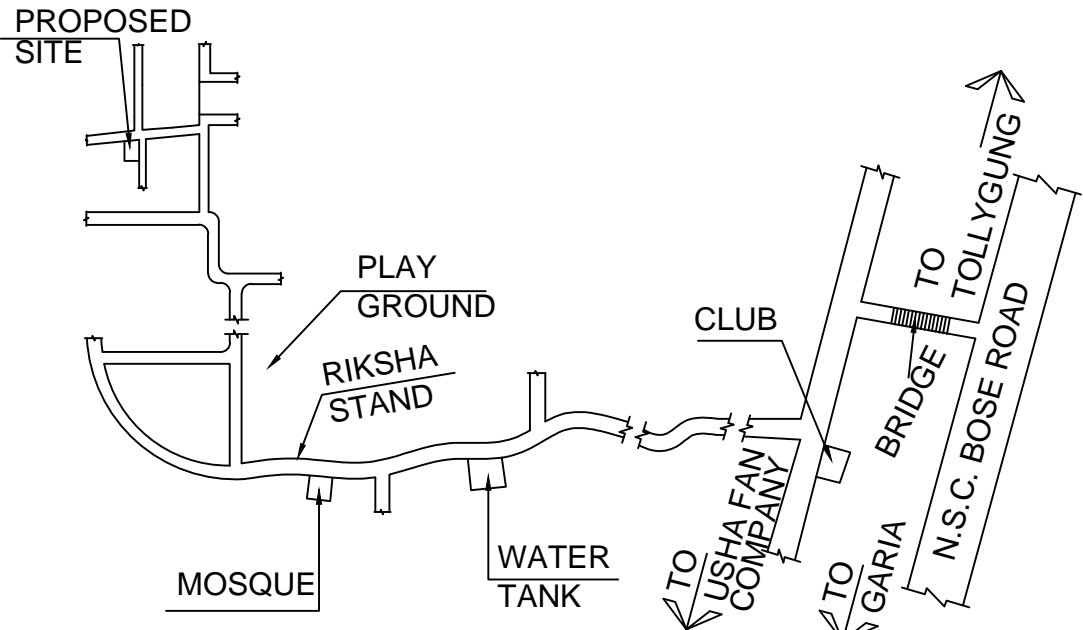 PROPOSED
SITE
PLAY
GROUND
RIKSHA
STAND
CLUB
TO
TOLLYGUNG
BRIDGE
N.S.C. BOSE ROAD
MOSQUE
WATER
TANK
TO
USHA FAN
COMPANY
TO
GARIA